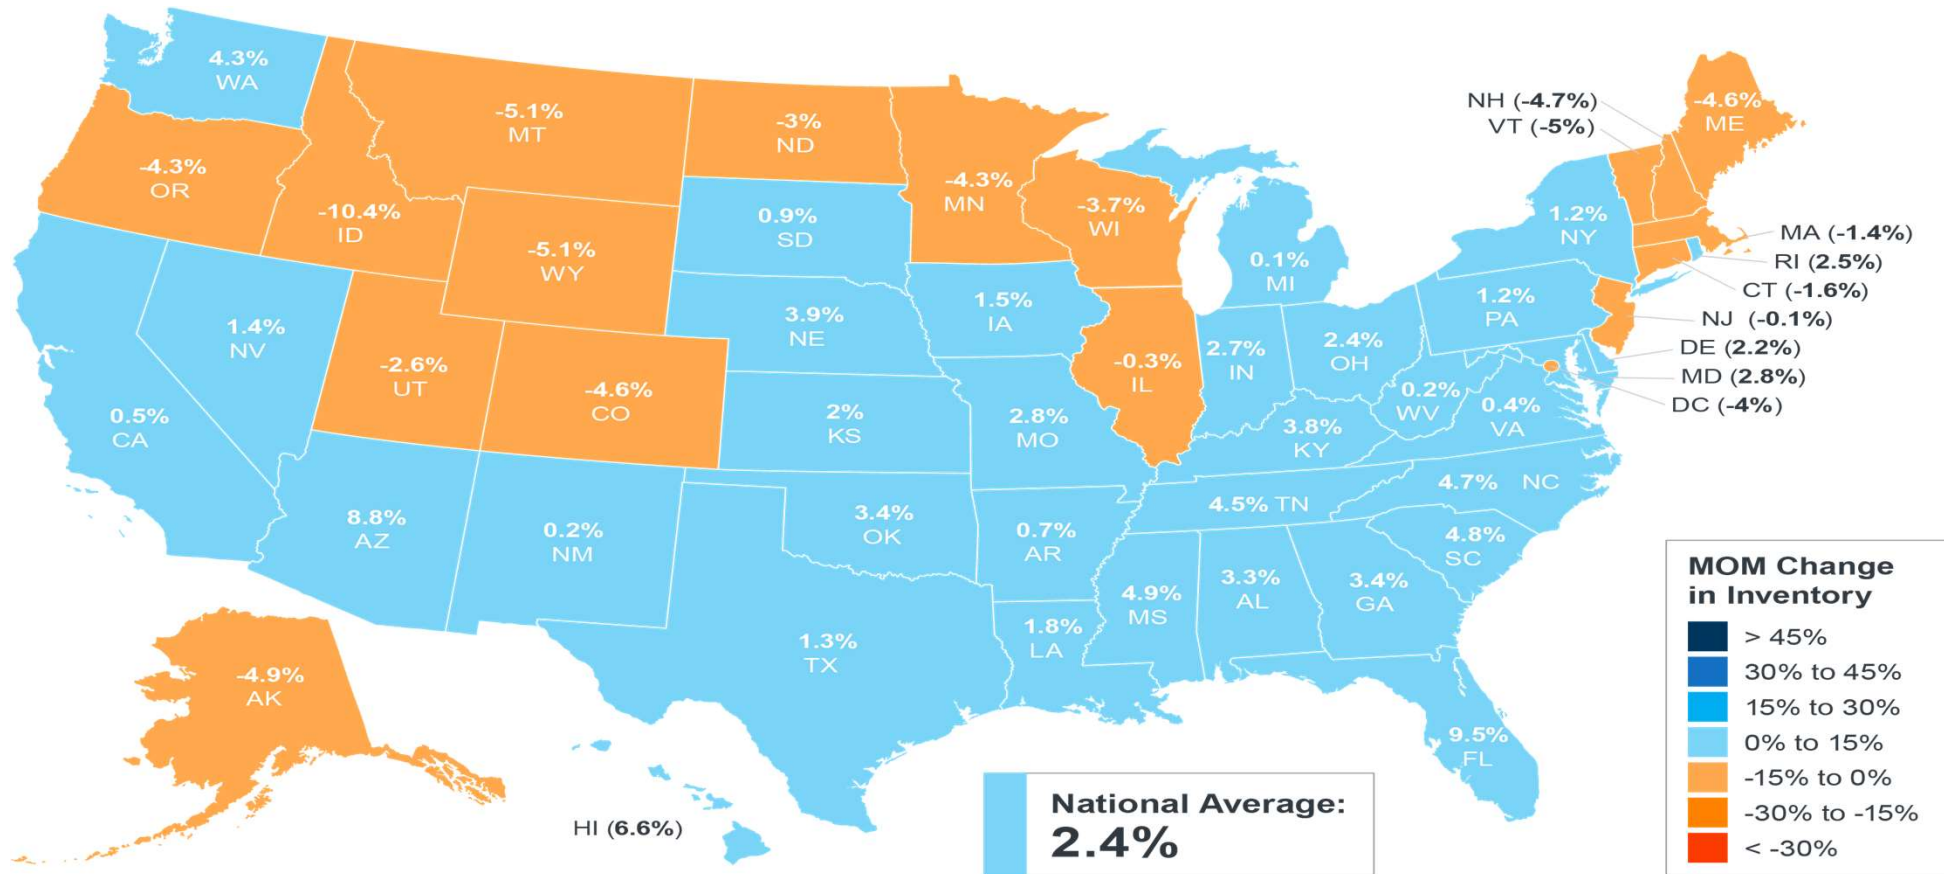 4.3%
WA
-5.1%
MT
-3%
ND
NH (-4.7%)
VT (-5%)
-4.6%
ME
-4.3%
OR
-10.4%
ID
-5.1%
WY
0.9%
SD
-4.3%
MN
-3.7%
WI
0.1%
MI
1.2%
NY
MA (-1.4%)
RI (2.5%)
CT (-1.6%)
NJ (-0.1%)
DE (2.2%)
MD (2.8%)
DC (-4%)
1.4%
NV
-2.6%
UT
-4.6%
CO
3.9%
NE
1.5%
IA
-0.3%
IL
2.7%
IN
2.4%
OH
1.2%
PA
0.5%
CA
2%
KS
2.8%
MO
3.8%
KY
0.2%
WV
0.4%
VA
8.8%
AZ
0.2%
NM
3.4%
OK
0.7%
AR
4.5% TN
4.7% NC
4.8%
SC
1.3%
TX
1.8%
LA
4.9%
MS
3.3%
AL
3.4%
GA
9.5%
FL
-4.9%
AK
HI (6.6%)
National Average:
2.4%
MOM Change
in Inventory
> 45%
30% to 45%
15% to 30%
0% to 15%
-15% to 0%
-30% to -15%
< -30%